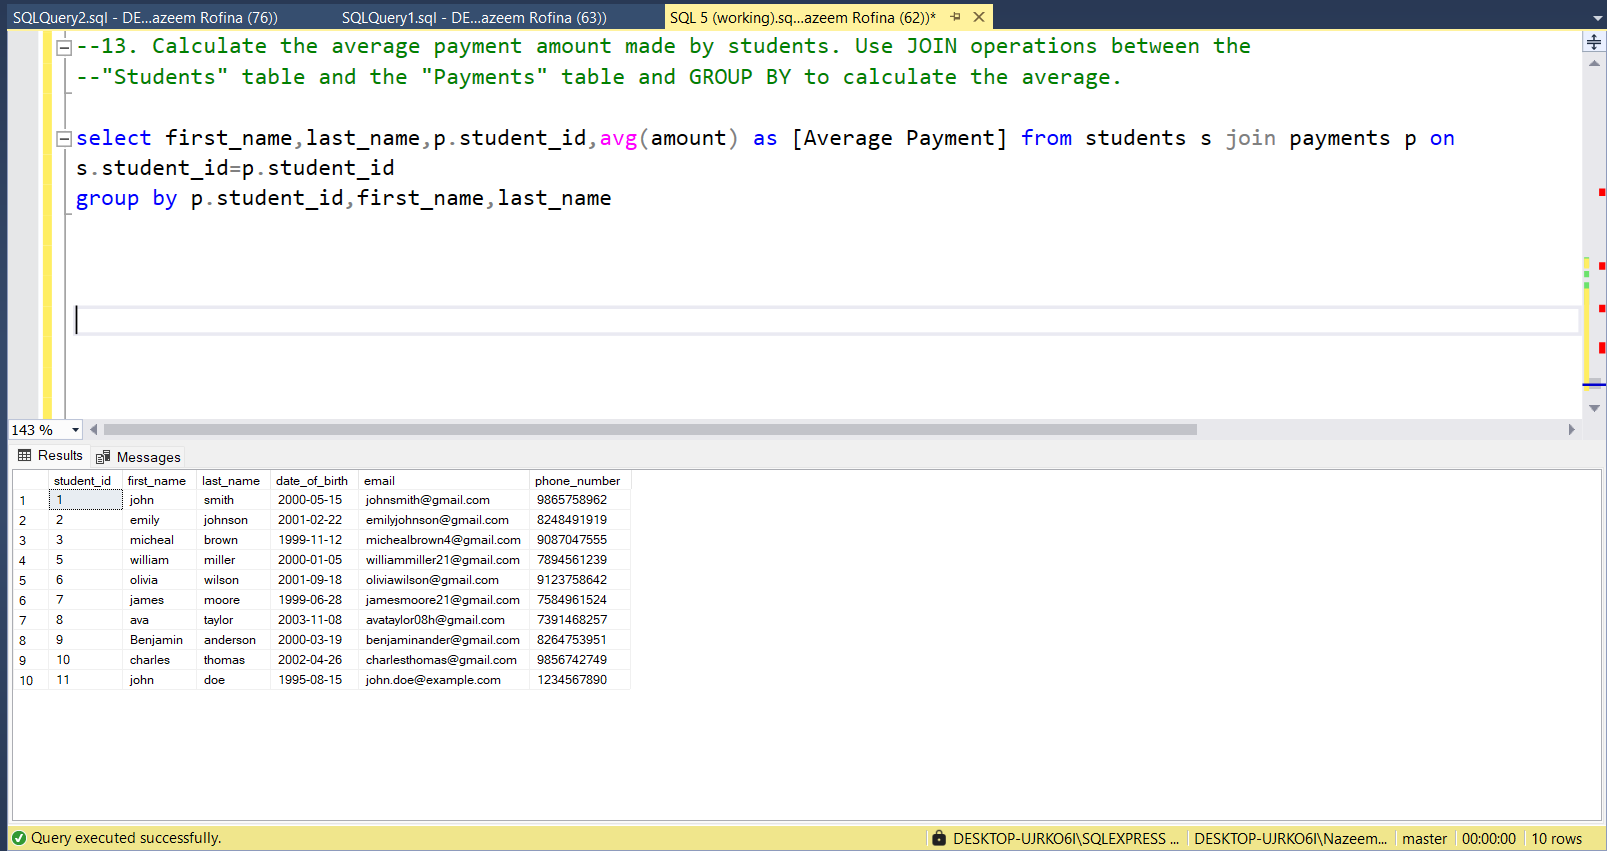 SQLQuery2.sql - DE...azeem Rofina (76)) SQLQuery1.sql - DE...azeem Rofina (63)) SQL 5 (working).sq...azeem Rofina (62))*
--13. Calculate the average payment amount made by students. Use JOIN operations between the
--"Students" table and the "Payments" table and GROUP BY to calculate the average.
select first_name,last_name,p.student_id,avg(amount) as [Average Payment] from students s join payments p on
s.student_id=p.student_id
group by p.student_id,first_name,last_name
143 %
Results Messages
student_id first_name last_name date_of_birth email phone_number
1 1 john smith 2000-05-15 johnsmith@gmail.com 9865758962
2 2 emily johnson 2001-02-22 emilyjohnson@gmail.com 8248491919
3 3 micheal brown 1999-11-12 michealbrown4@gmail.com 9087047555
4 5 william miller 2000-01-05 williammiller21@gmail.com 7894561239
5 6 olivia wilson 2001-09-18 oliviawilson@gmail.com 9123758642
6 7 james moore 1999-06-28 jamesmoore21@gmail.com 7584961524
7 8 ava taylor 2003-11-08 avataylor08h@gmail.com 7391468257
8 9 Benjamin anderson 2000-03-19 benjaminander@gmail.com 8264753951
9 10 charles thomas 2002-04-26 charlesthomas@gmail.com 9856742749
10 11 john doe 1995-08-15 john.doe@example.com 1234567890
Query executed successfully. DESKTOP-UJRKO6I\SQLEXPRESS ... DESKTOP-UJRKO6I\Nazeem... master 00:00:00 10 rows